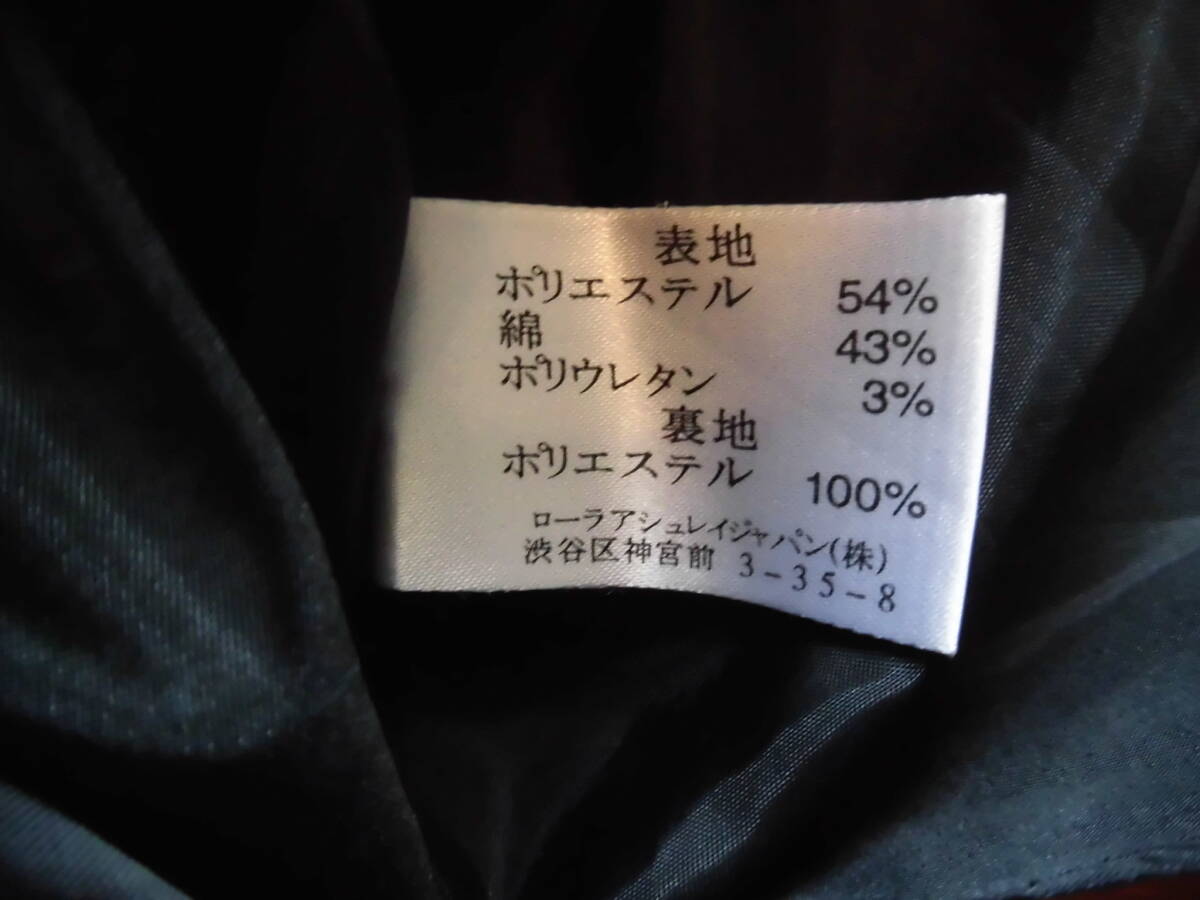 表地
ポリエステル 54%
綿 43%
ポリウレタン 3%
裏地
ポリエステル 100%
ローラアシュレイジャパン(株)
渋谷区神宮前 3-35-8